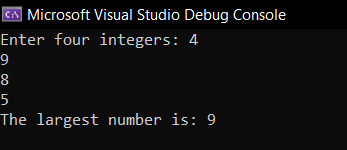 C:\ Microsoft Visual Studio Debug Console
Enter four integers: 4
9
8
5
The largest number is: 9